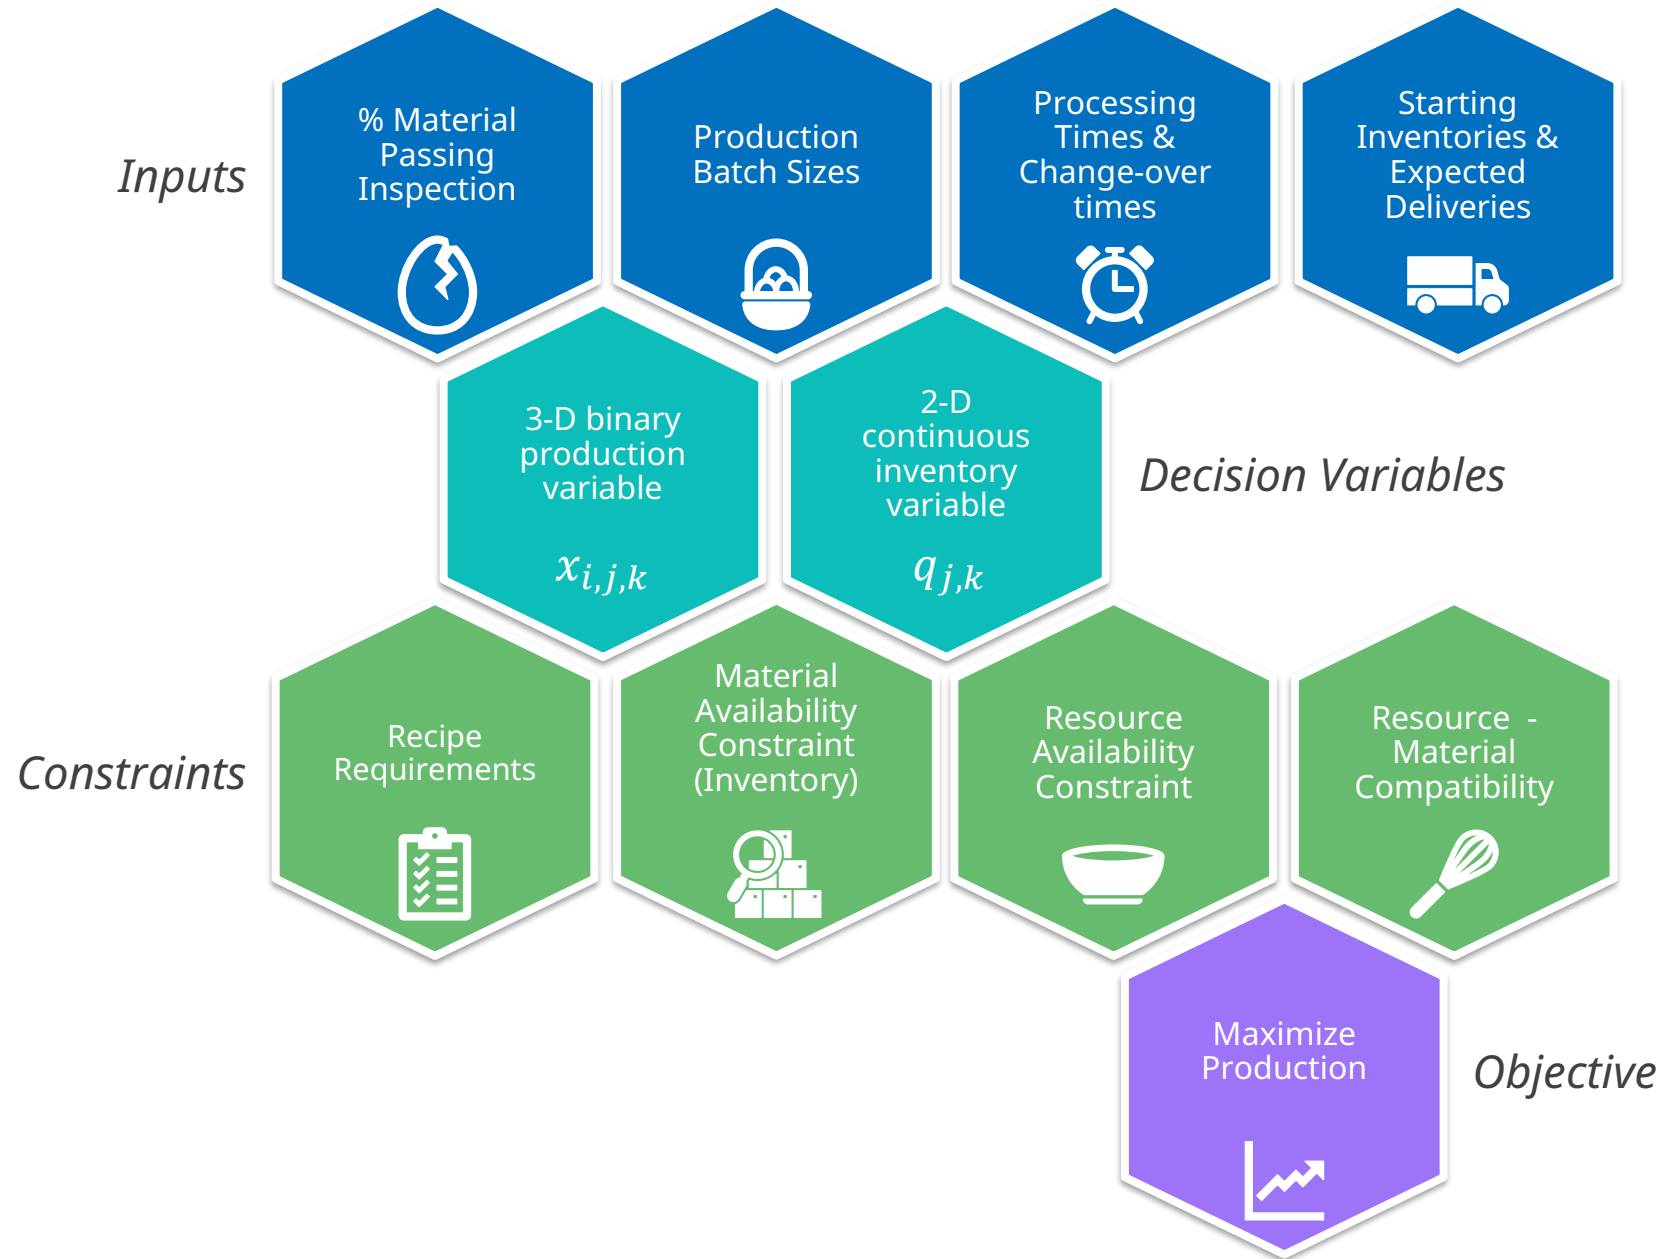 Inputs
% Material
Passing
Inspection
Production
Batch Sizes
Processing
Times &
Change-over
times
Starting
Inventories &
Expected
Deliveries
3-D binary
production
variable
x_{i,j,k}
2-D
continuous
inventory
variable
q_{j,k}
Decision Variables
Constraints
Recipe
Requirements
Material
Availability
Constraint
(Inventory)
Resource
Availability
Constraint
Resource  -
Material
Compatibility
Maximize
Production
Objective